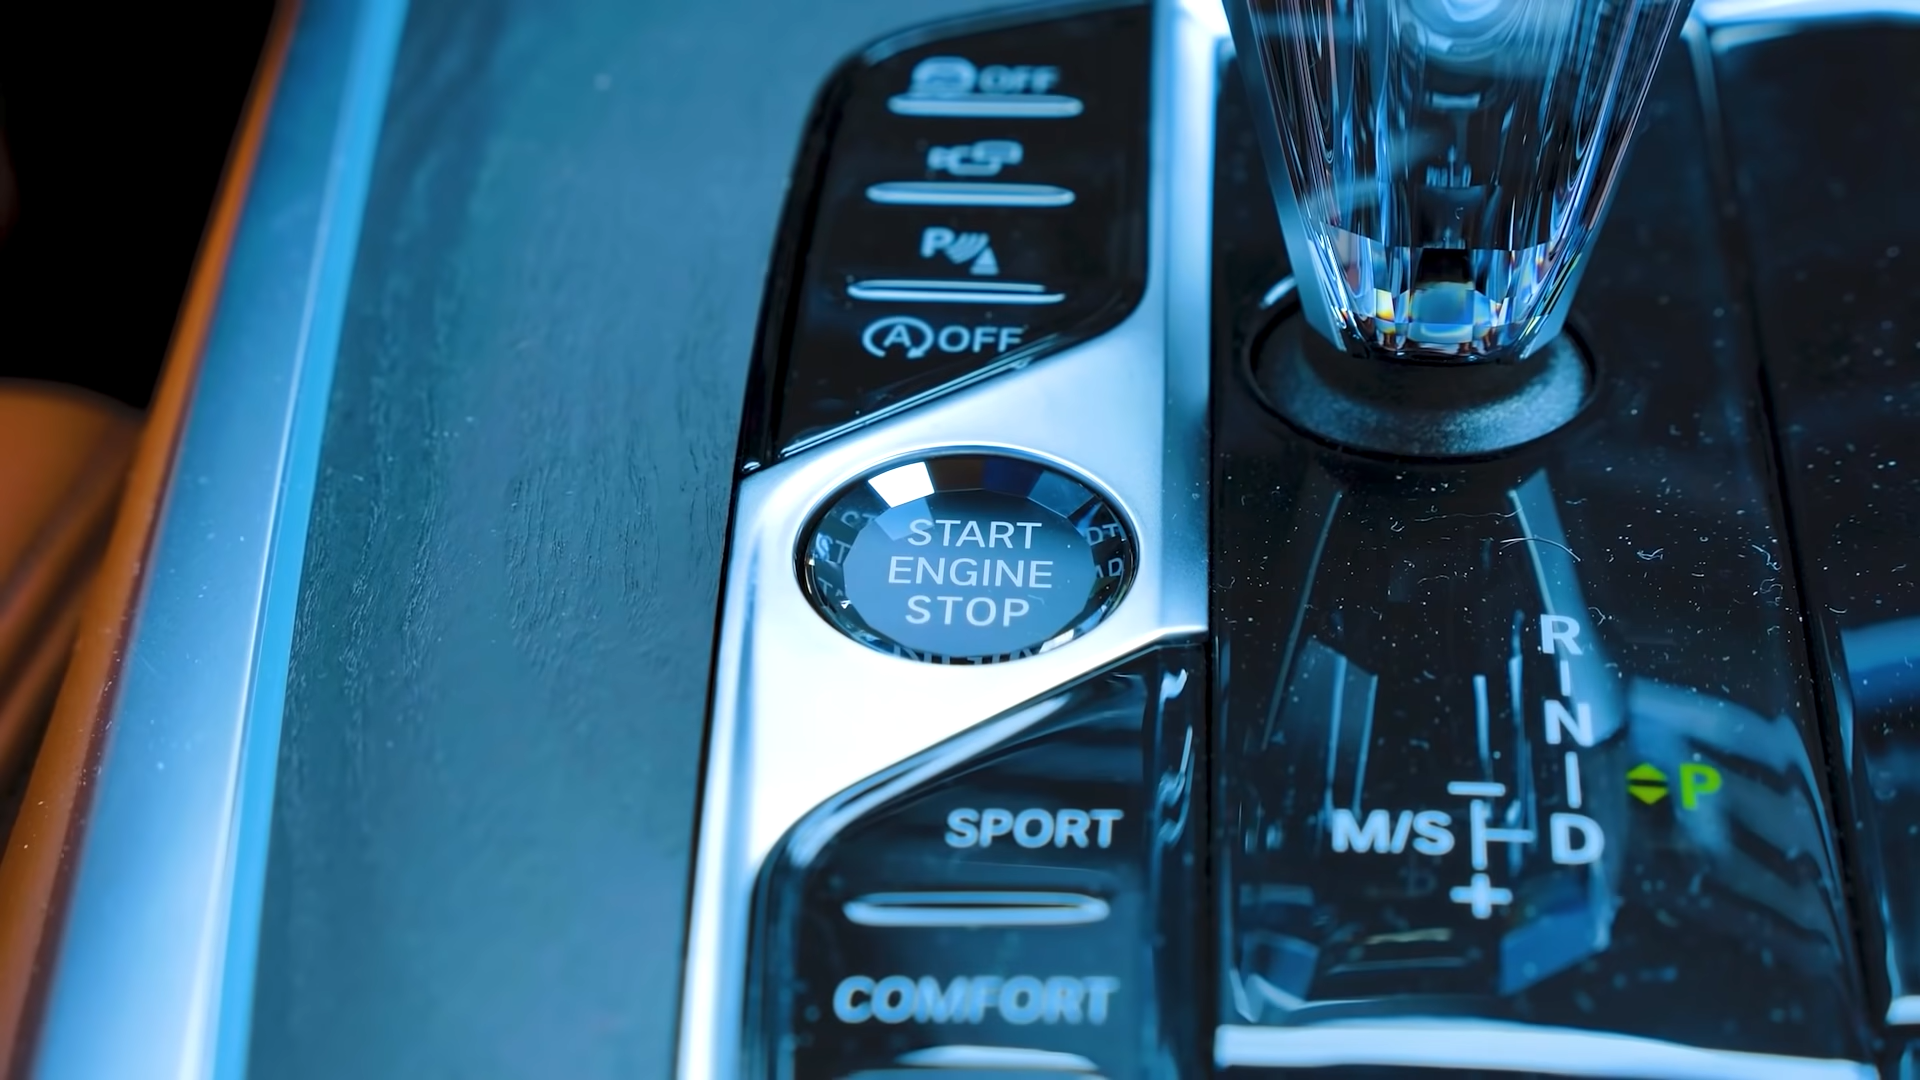 OFF
P
A OFF
START
ENGINE
STOP
SPORT
COMFORT
R
N
D
M/S
+
P